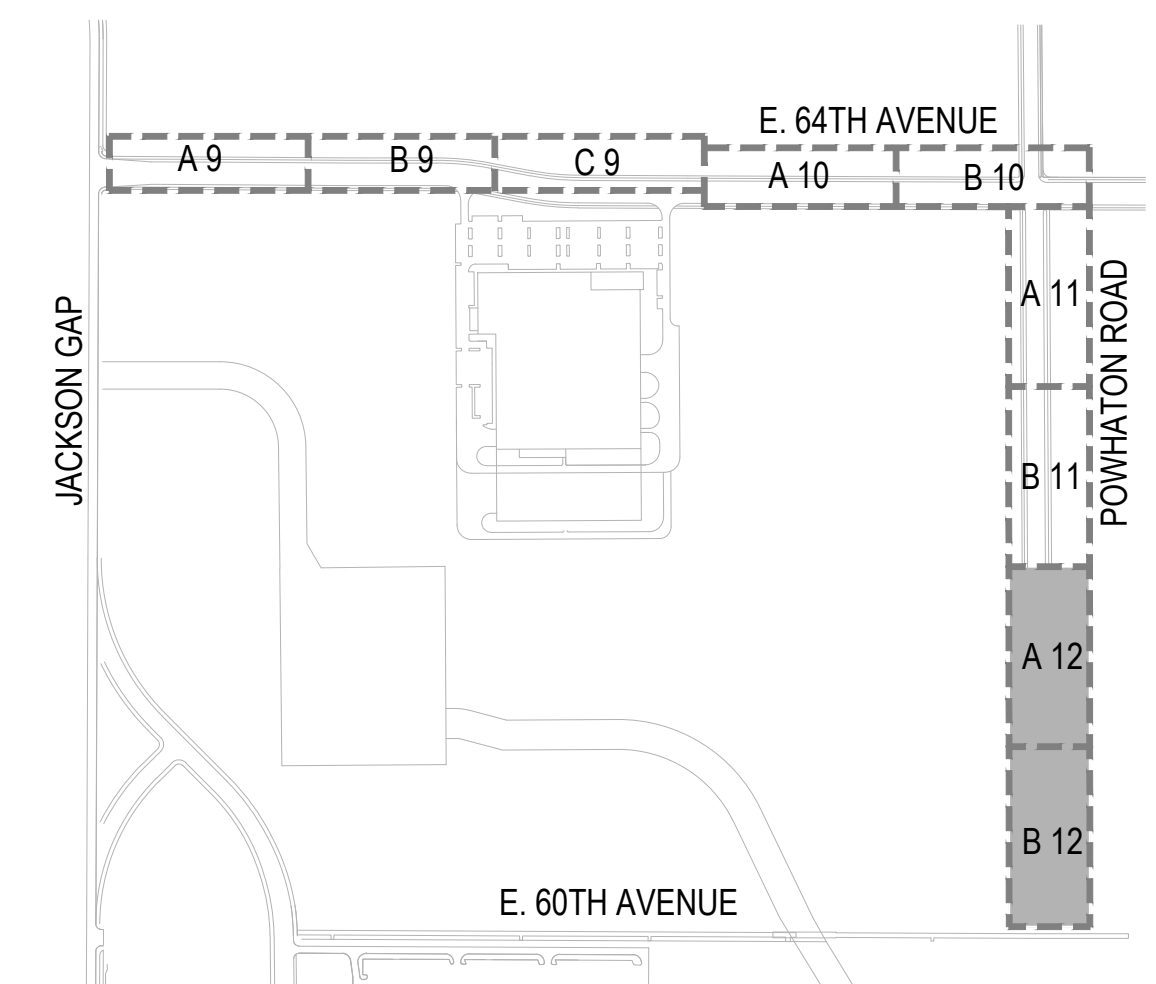 E. 64TH AVENUE
A 9
B 9
C 9
A 10
B 10
JACKSON GAP
A 11
POWHATON ROAD
B 11
A 12
B 12
E. 60TH AVENUE